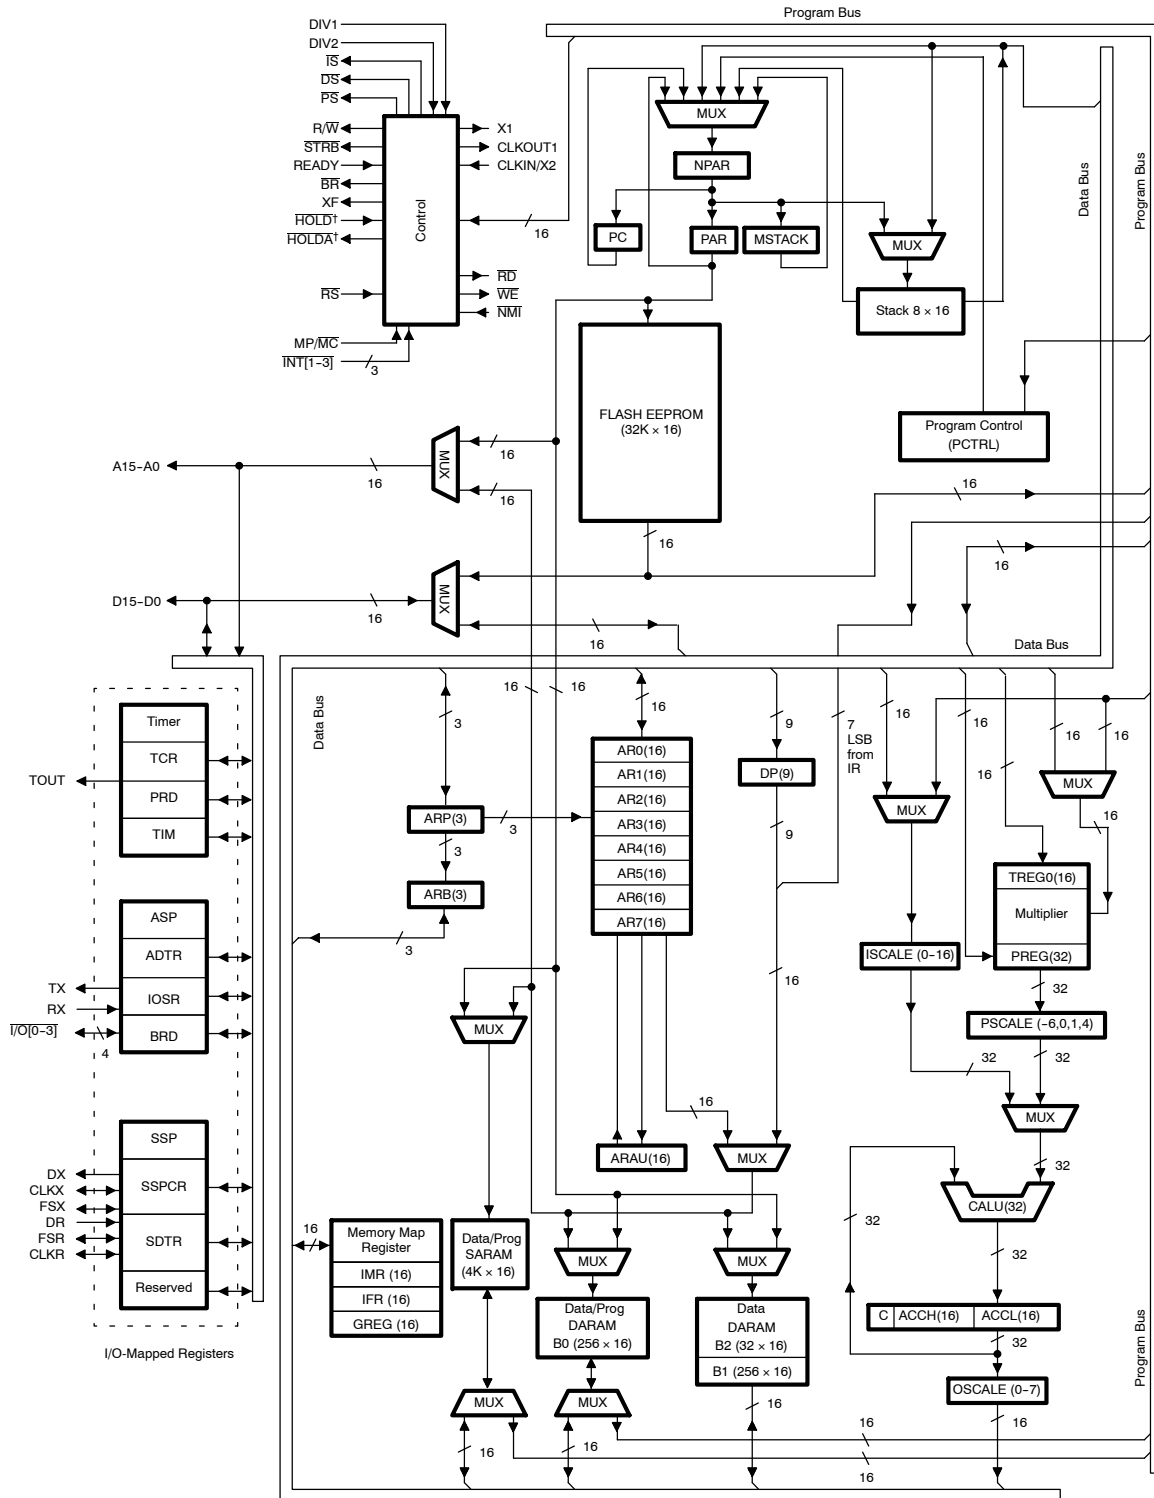 Program Bus
DIV1
DIV2
IS
DS
PS
R/W
STRB
READY
BR
XF
HOLD†
HOLDA†
RS
MP/MC
INT[1–3]
3
Control
X1
CLKOUT1
CLKIN/X2
16
RD
WE
NMI
MUX
NPAR
PC
PAR
MSTACK
MUX
Stack 8 × 16
Data Bus
Program Bus
FLASH EEPROM
(32K × 16)
Program Control
(PCTRL)
A15–A0
16
MUX
16
16
16
16
16
D15–D0
16
MUX
16
Data Bus
Data Bus
16
16
3
16
9
7
LSB
from
IR
16
16
16
16
16
Timer
TCR
PRD
TIM
TOUT
ARP(3)
3
3
ARB(3)
3
AR0(16)
AR1(16)
AR2(16)
AR3(16)
AR4(16)
AR5(16)
AR6(16)
AR7(16)
DP(9)
9
16
MUX
MUX
16
TREG0(16)
Multiplier
PREG(32)
ISCALE (0–16)
32
PSCALE (–6,0,1,4)
32
32
MUX
32
ASP
ADTR
IOSR
BRD
TX
RX
I/O[0–3]
4
MUX
16
ARAU(16)
MUX
CALU(32)
32
32
SSP
SSPCR
SDTR
Reserved
DX
CLKX
FSX
DR
FSR
CLKR
I/O-Mapped Registers
16
Memory Map
Register
IMR (16)
IFR (16)
GREG (16)
Data/Prog
SARAM
(4K × 16)
MUX
MUX
Data/Prog
DARAM
B0 (256 × 16)
Data
DARAM
B2 (32 × 16)
B1 (256 × 16)
C
ACCH(16)
ACCL(16)
32
OSCALE (0–7)
16
MUX
MUX
16
16
16
16
16
Program Bus